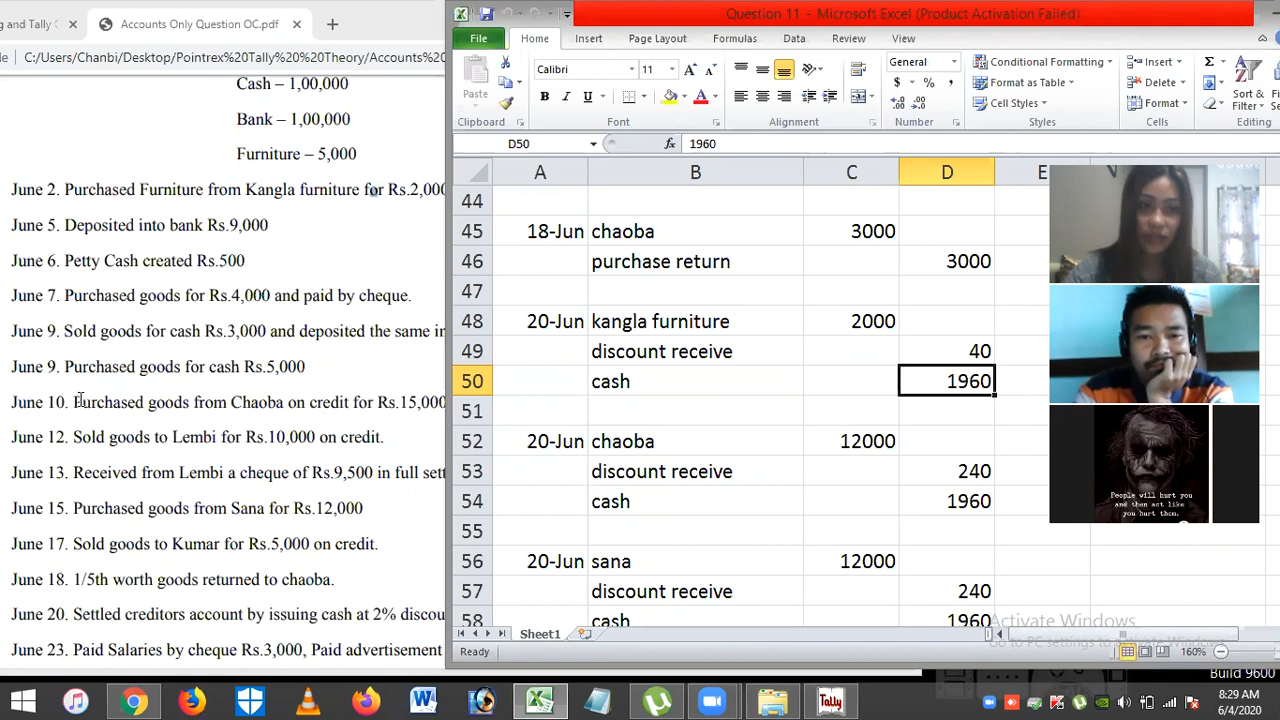 ng and Tally C
Accounts Only Question OC.pdf
C:/Users/Chanbi/Desktop/Pointure%20Tally%20%20Theory/Accounts%
Cash – 1,00,000
Bank – 1,00,000
Furniture – 5,000
June 2. Purchased Furniture from Kangla furniture for Rs.2,000
June 5. Deposited into bank Rs.9,000
June 6. Petty Cash created Rs.500
June 7. Purchased goods for Rs.4,000 and paid by cheque.
June 9. Sold goods for cash Rs.3,000 and deposited the same in
June 9. Purchased goods for cash Rs.5,000
June 10. Purchased goods from Chaoba on credit for Rs.15,000
June 12. Sold goods to Lembi for Rs.10,000 on credit.
June 13. Received from Lembi a cheque of Rs.9,500 in full sett
June 15. Purchased goods from Sana for Rs.12,000
June 17. Sold goods to Kumar for Rs.5,000 on credit.
June 18. 1/5th worth goods returned to chaoba.
June 20. Settled creditors account by issuing cash at 2% discou
June 23. Paid Salaries by cheque Rs.3,000, Paid advertisement
Question 11 - Microsoft Excel (Product Activation Failed)
File Home Insert Page Layout Formulas Data Review View
Paste
Calibri 11
B I U
General
$ % ,
Conditional Formatting
Format as Table
Cell Styles
Insert
Delete
Format
Sort &
Filter
Clipboard Font Alignment Number Styles Cells Editing
D50 fx 1960
A B C D E
44
45 18-Jun chaoba 3000
46 purchase return 3000
47
48 20-Jun kangla furniture 2000
49 discount receive 40
50 cash 1960
51
52 20-Jun chaoba 12000
53 discount receive 240
54 cash 1960
55
56 20-Jun sana 12000
57 discount receive 240
58 cash 1960
People will hurt you
and then act like
you hurt them.
Activate Windows
Go to PC settings to activate Windows.
Sheet1
Ready 160%
Build 9600
Tally
8:29 AM
6/4/2020